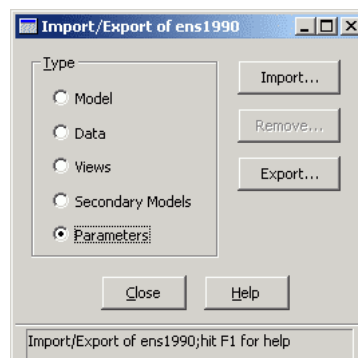 Import/Export of ens1990
Type
Model
Data
Views
Secondary Models
Parameters
Import...
Remove...
Export...
Close
Help
Import/Export of ens1990;hit F1 for help